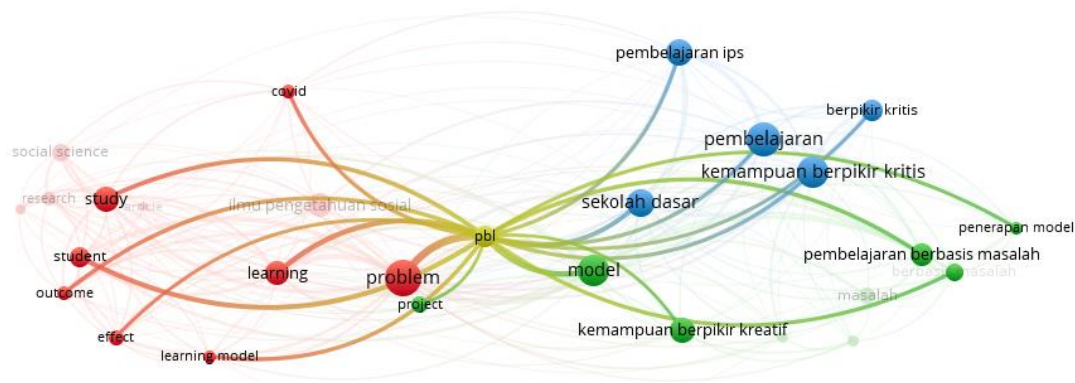 pembelajaran ips
covid
berpikir kritis
pembelajaran
social science
kemampuan berpikir kritis
research
study
article
ilmu pengetahuan sosial
sekolah dasar
pbl
penerapan model
student
pembelajaran berbasis masalah
learning
problem
model
berbasis masalah
outcome
project
masalah
effect
kemampuan berpikir kreatif
learning model